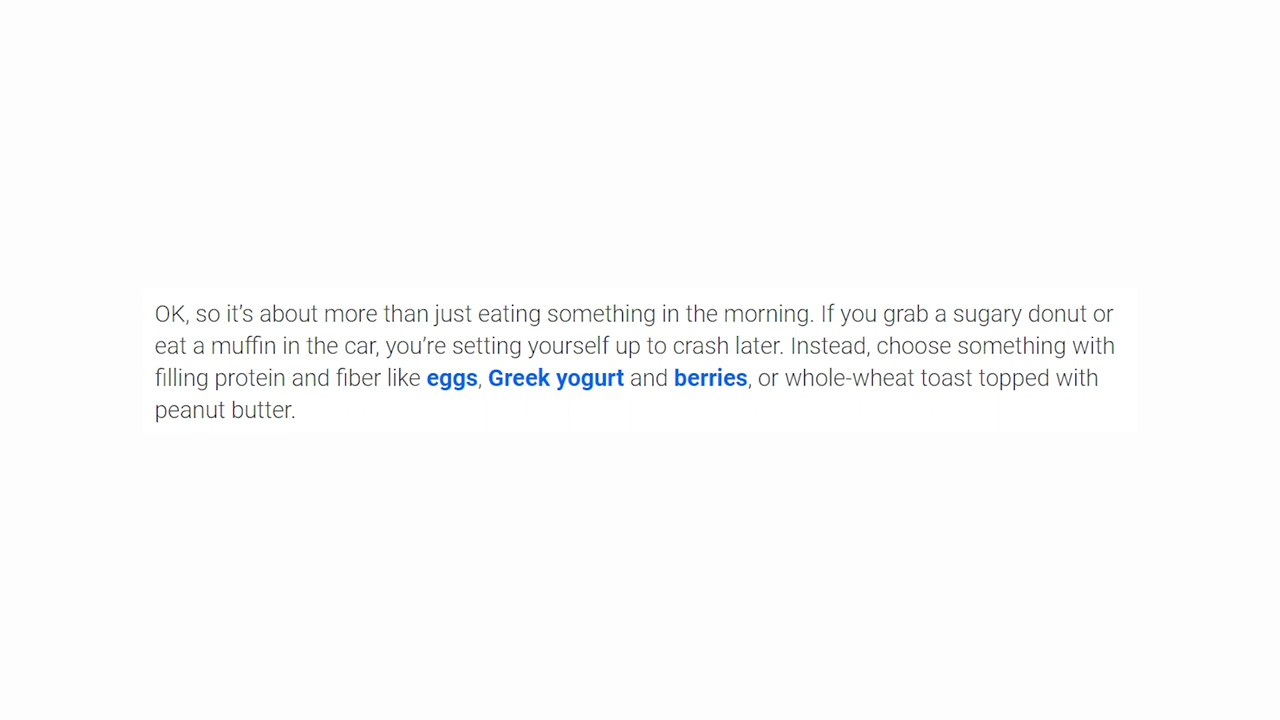 OK, so it’s about more than just eating something in the morning. If you grab a sugary donut or
eat a muffin in the car, you’re setting yourself up to crash later. Instead, choose something with
filling protein and fiber like eggs, Greek yogurt and berries, or whole-wheat toast topped with
peanut butter.